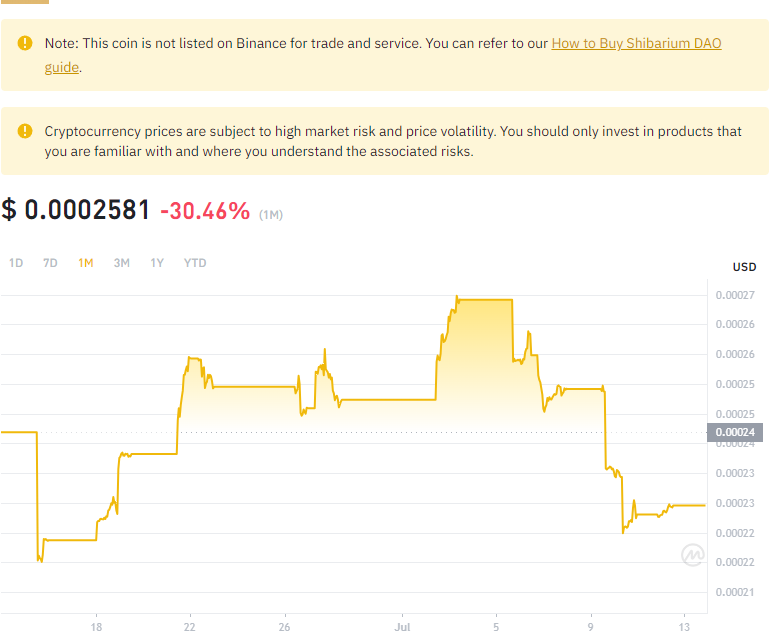 Note: This coin is not listed on Binance for trade and service. You can refer to our How to Buy Shibarium DAO
guide.
Cryptocurrency prices are subject to high market risk and price volatility. You should only invest in products that
you are familiar with and where you understand the associated risks.
$ 0.0002581 -30.46% (1M)
1D 7D 1M 3M 1Y YTD
USD
0.00027
0.00026
0.00026
0.00025
0.00025
0.00024
0.00024
0.00023
0.00023
0.00022
0.00022
0.00021
18 22 26 Jul 5 9 13